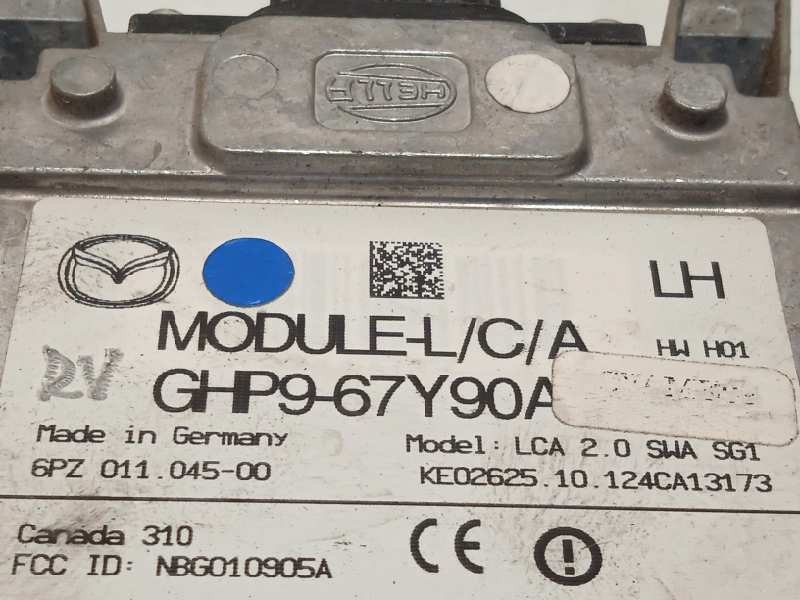 HELLA
LH
MODULE-L/C/A HW H01
RV
GHP9-67Y90A
Made in Germany Model: LCA 2.0 SWA SG1
6PZ 011.045-00 KE02625.10.124CA13173
Canada 310
FCC ID: NBG010905A CE